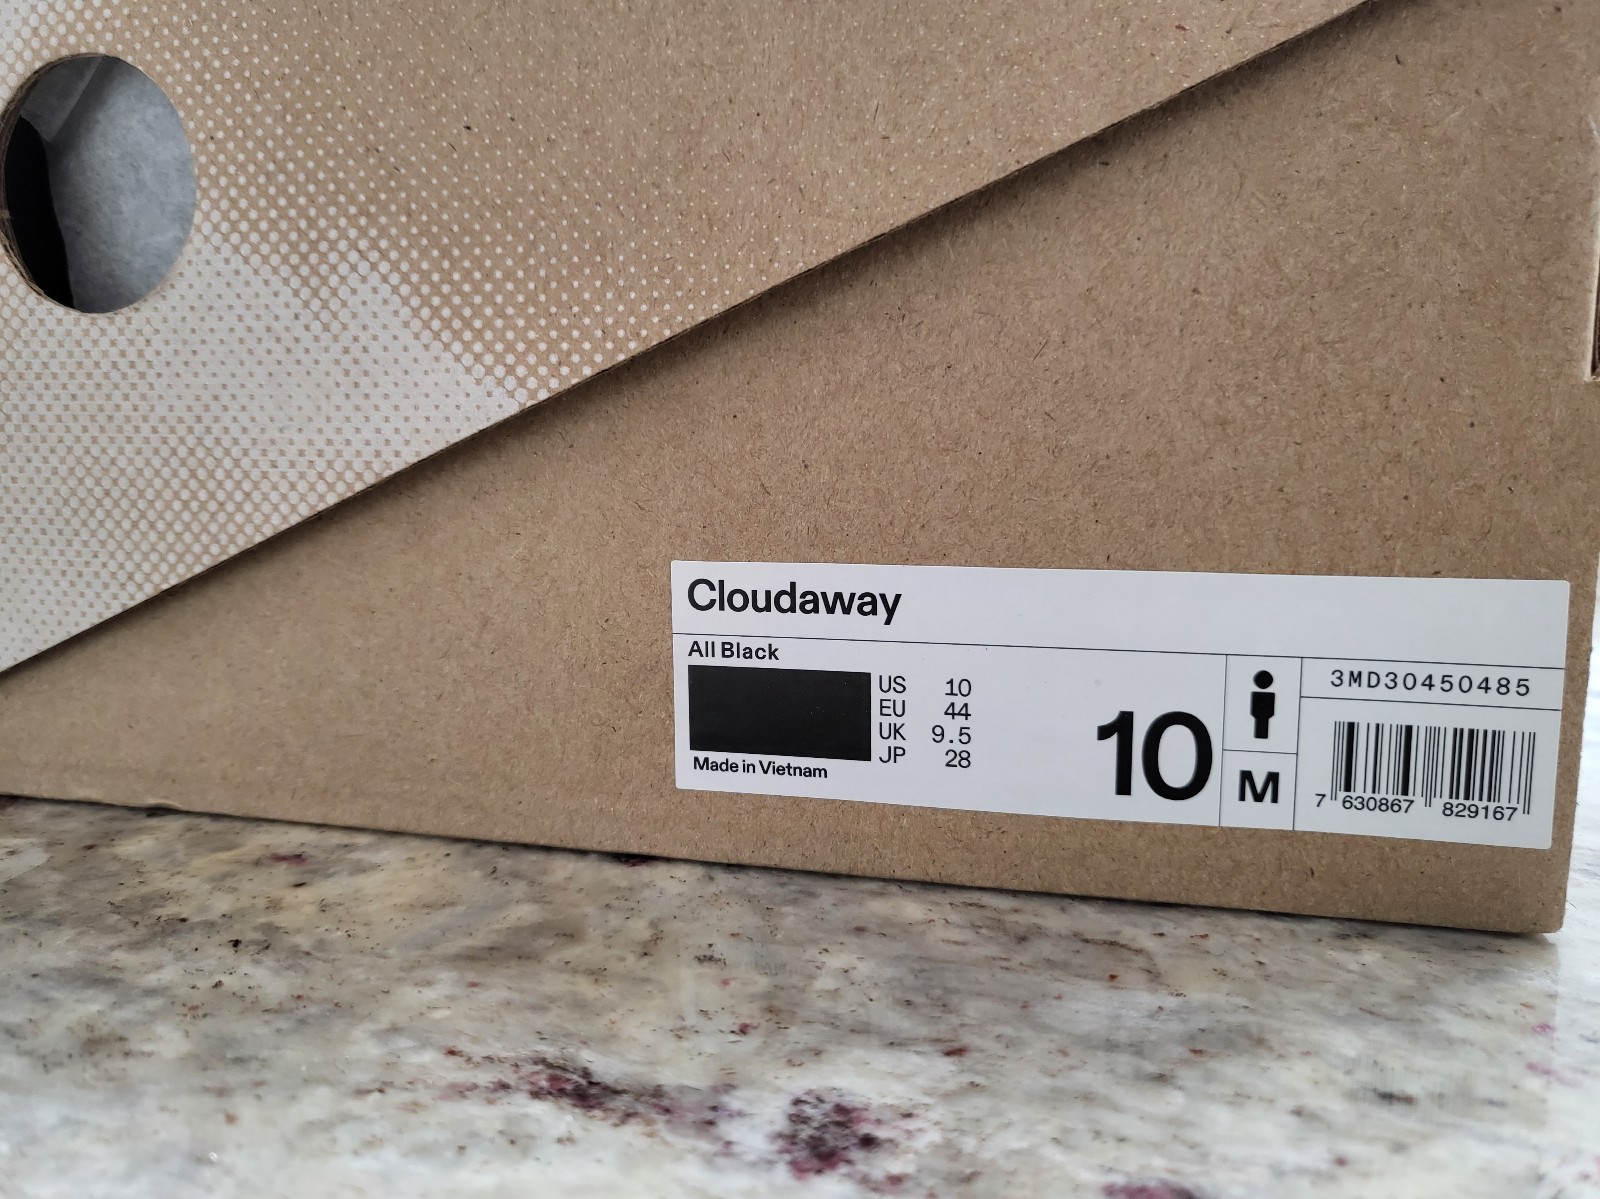 Cloudaway
All Black
US 10
EU 44
UK 9.5
JP 28
Made in Vietnam
10
M
3MD30450485
7 630867 829167